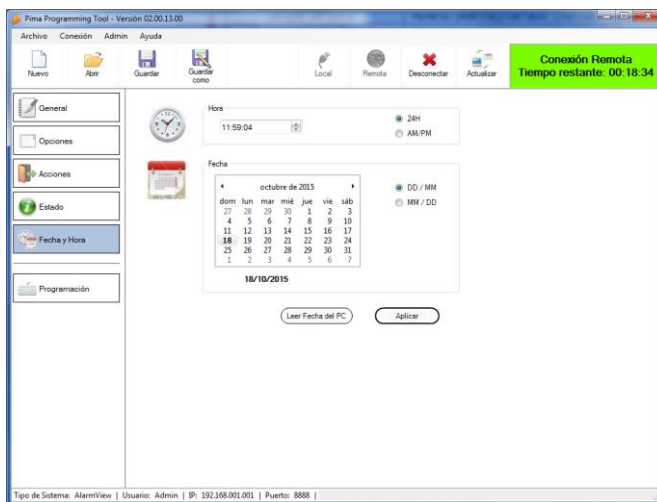 Pima Programming Tool - Versión 02.00.13.00
Archivo Conexión Admin Ayuda
Nuevo Abrir Guardar Guardar como Local Remota Desconectar Actualizar
Conexión Remota
Tiempo restante: 00:18:34
General
Opciones
Acciones
Estado
Fecha y Hora
Programación
Hora
11:59:04
24H
AM/PM
Fecha
octubre de 2015
dom lun mar mié jue vie sáb
27 28 29 30 1 2 3
4 5 6 7 8 9 10
11 12 13 14 15 16 17
18 19 20 21 22 23 24
25 26 27 28 29 30 31
1 2 3 4 5 6 7
18/10/2015
DD / MM
MM / DD
Leer Fecha del PC Aplicar
Tipo de Sistema: AlarmView | Usuario: Admin | IP: 192.168.001.001 | Puerto: 8888 |